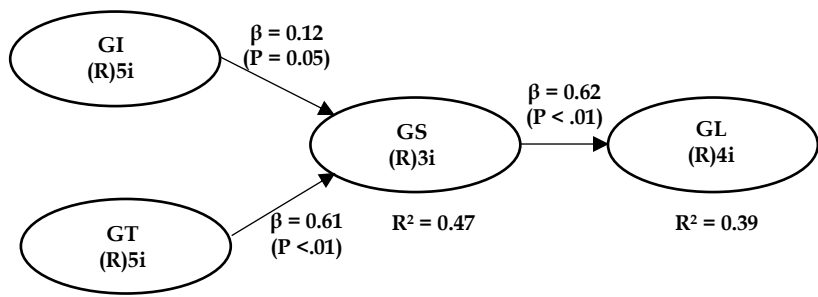 GI
(R)5i
β = 0.12
(P = 0.05)
GS
(R)3i
β = 0.62
(P < .01)
GL
(R)4i
GT
(R)5i
β = 0.61
(P <.01)
R² = 0.47
R² = 0.39